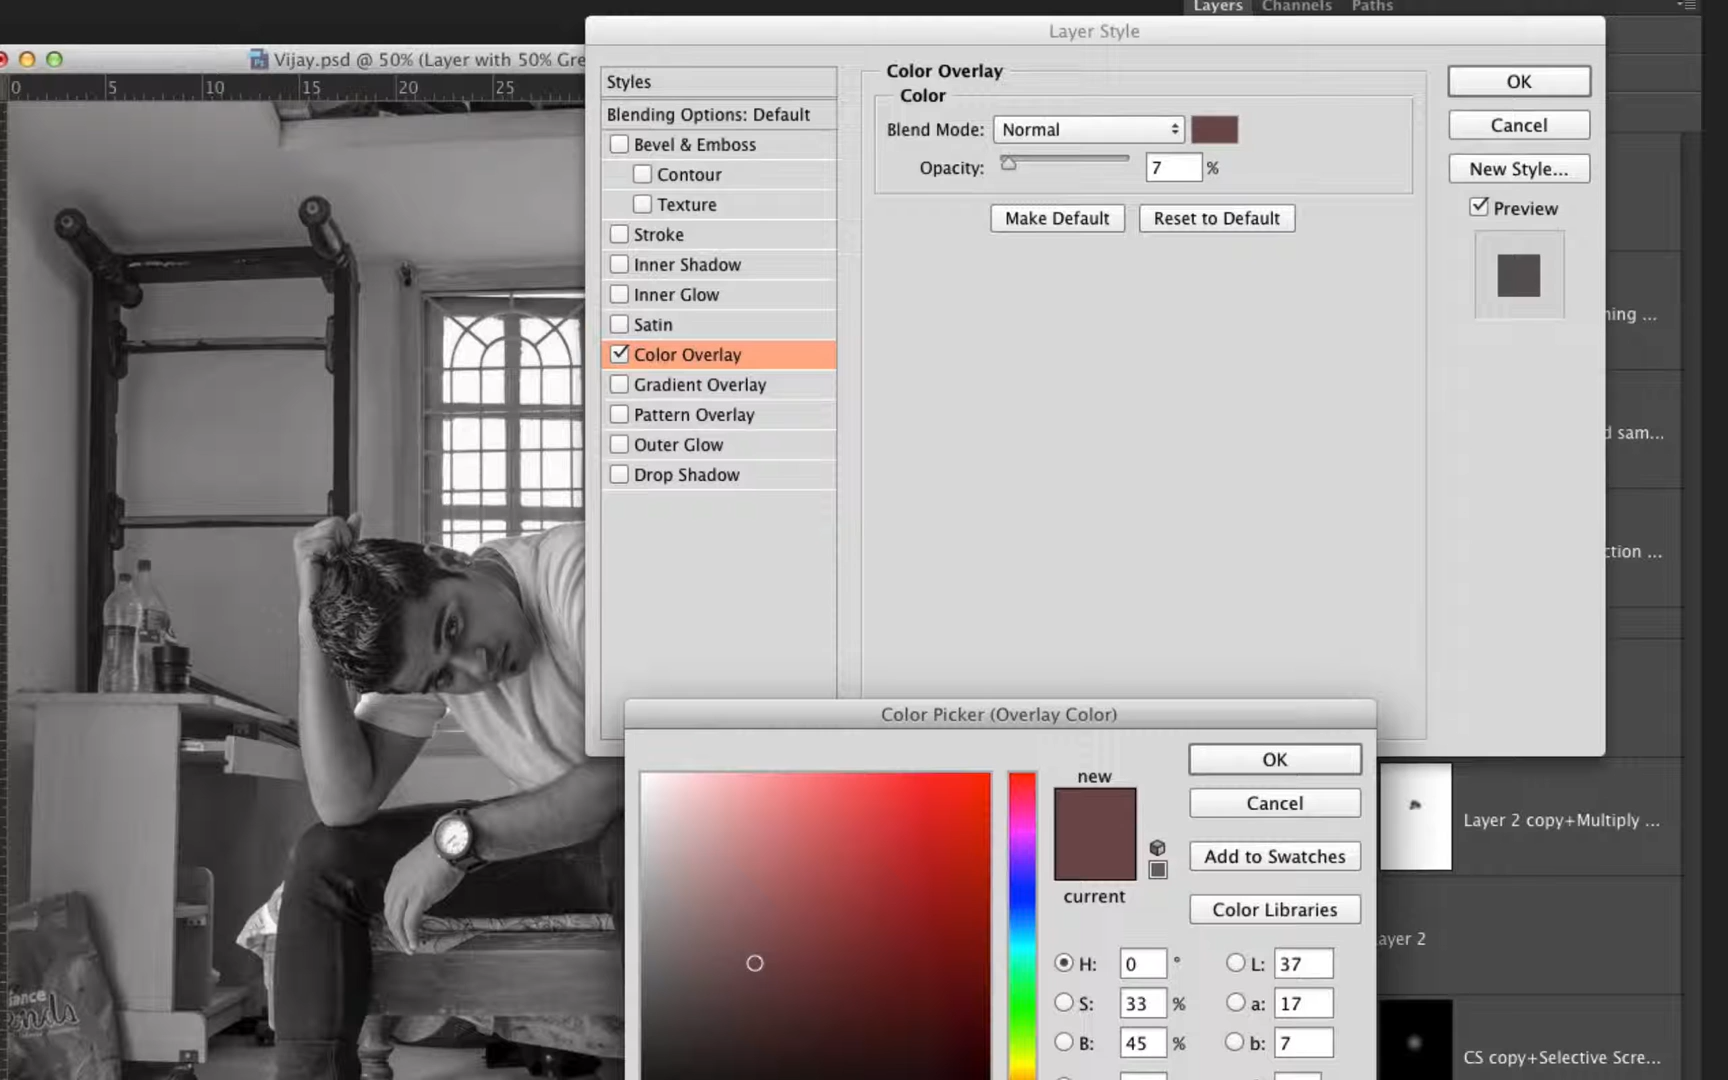 Layers Channels Paths
Layer Style
Vijay.psd @ 50% (Layer with 50% Gre
0 5 10 15 20 25
Styles
Blending Options: Default
Bevel & Emboss
Contour
Texture
Stroke
Inner Shadow
Inner Glow
Satin
Color Overlay
Gradient Overlay
Pattern Overlay
Outer Glow
Drop Shadow
Color Overlay
Color
Blend Mode: Normal
Opacity: 7 %
Make Default Reset to Default
OK
Cancel
New Style...
Preview
ning ...
d sam...
ction ...
Color Picker (Overlay Color)
new
current
OK
Cancel
Add to Swatches
Color Libraries
H: 0 ° L: 37
S: 33 % a: 17
B: 45 % b: 7
Layer 2 copy+Multiply ...
ayer 2
CS copy+Selective Scre...